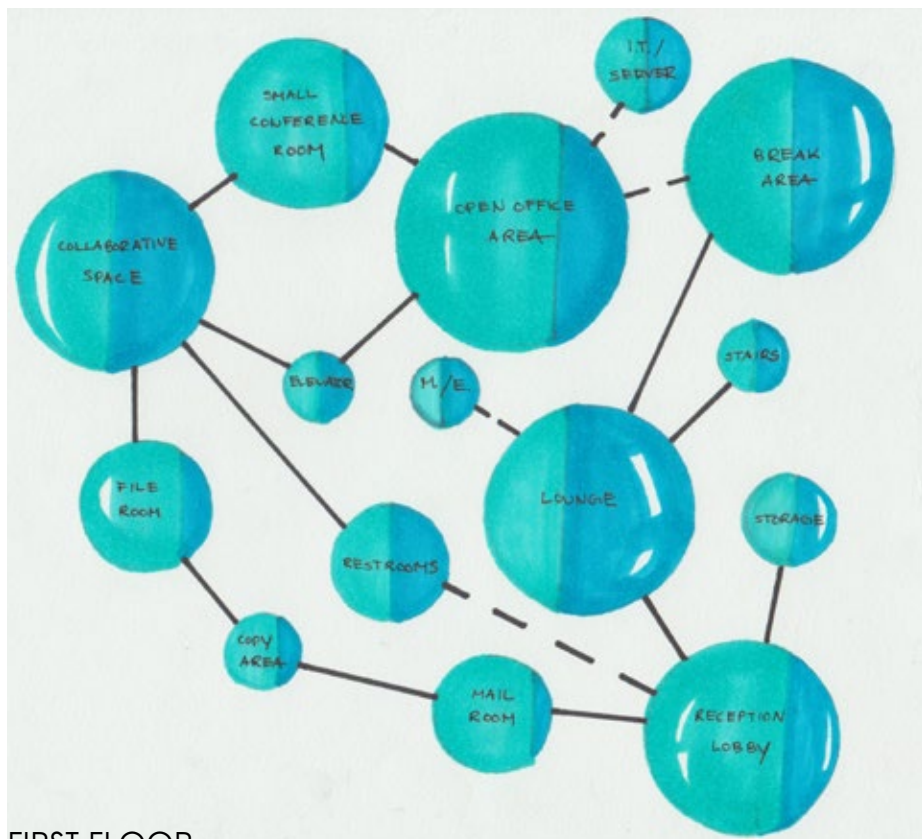 I.T./
SERVER
SMALL
CONFERENCE
ROOM
BREAK
AREA
OPEN OFFICE
AREA
COLLABORATIVE
SPACE
STAIRS
ELEVATOR
M./E.
FILE
ROOM
LOUNGE
STORAGE
RESTROOMS
COPY
AREA
MAIL
ROOM
RECEPTION
LOBBY
FIRST FLOOR